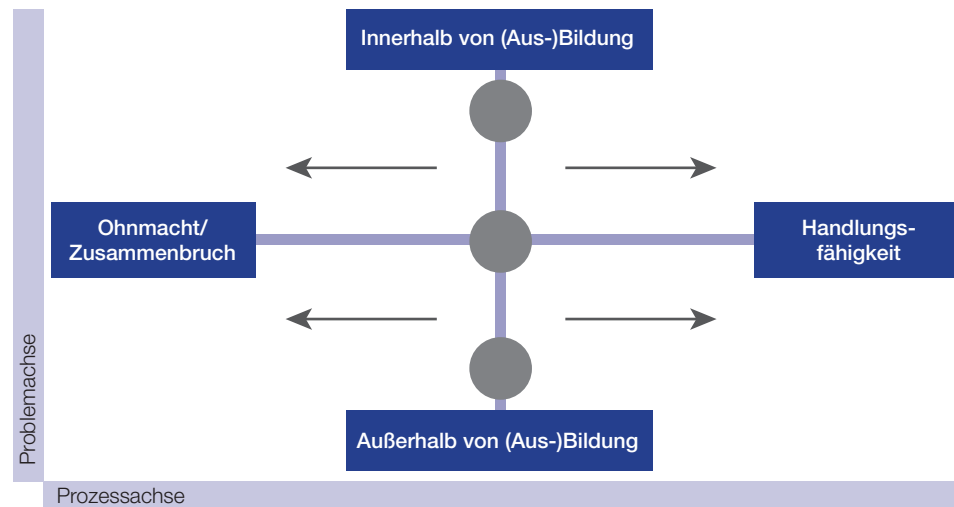 Innerhalb von (Aus-)Bildung
Ohnmacht/
Zusammenbruch
Handlungs-
fähigkeit
Außerhalb von (Aus-)Bildung
Problemachse
Prozessachse